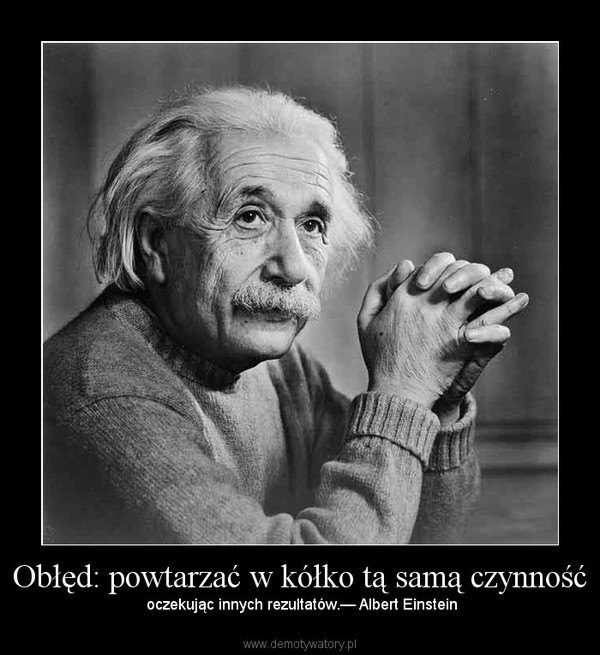 Obłęd: powtarzać w kółko tą samą czynność
oczekując innych rezultatów.— Albert Einstein
www.demotywatory.pl